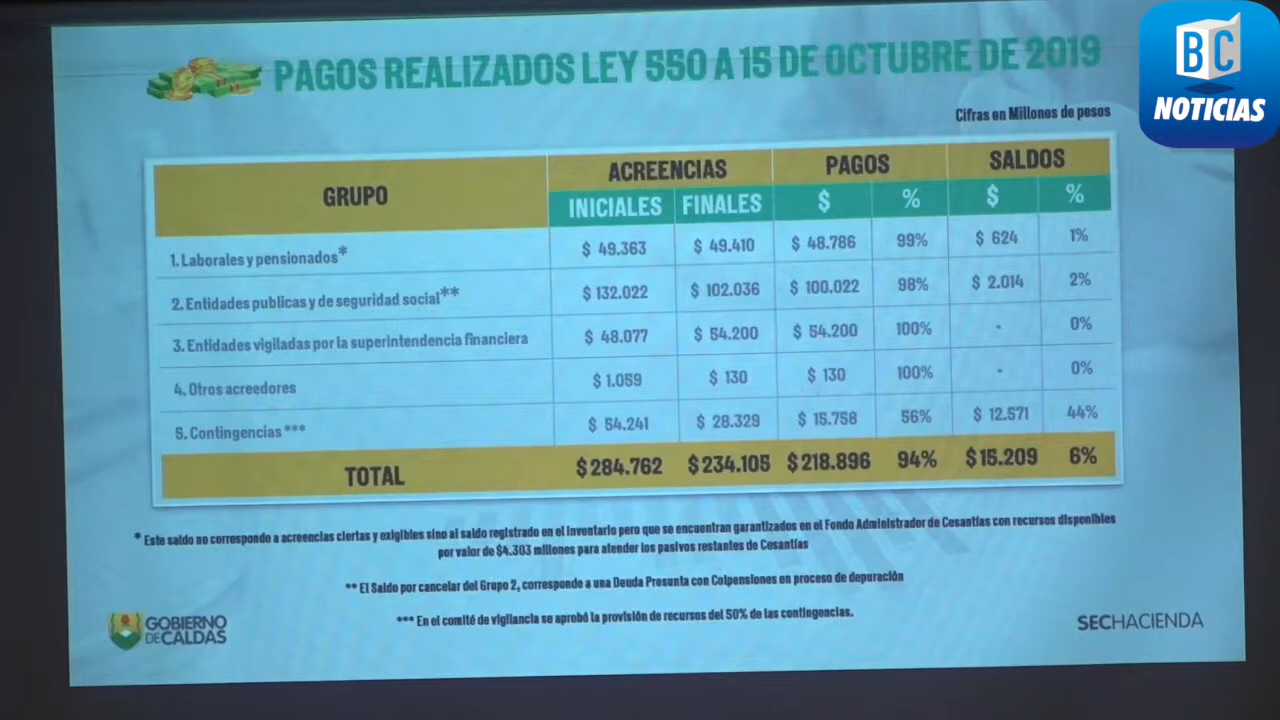 BC
NOTICIAS
PAGOS REALIZADOS LEY 550 A 15 DE OCTUBRE DE 2019
Cifras en Millones de pesos
GRUPO ACREENCIAS PAGOS SALDOS
INICIALES FINALES $ % $ %
1. Laborales y pensionados* $ 49.363 $ 49.410 $ 48.786 99% $ 624 1%
2. Entidades publicas y de seguridad social** $ 132.022 $ 102.036 $ 100.022 98% $ 2.014 2%
3. Entidades vigiladas por la superintendencia financiera $ 48.077 $ 54.200 $ 54.200 100% - 0%
4. Otros acreedores $ 1.059 $ 130 $ 130 100% - 0%
5. Contingencias*** $ 54.241 $ 28.329 $ 15.758 56% $ 12.571 44%
TOTAL $ 284.762 $ 234.105 $ 218.896 94% $ 15.209 6%
* Este saldo no corresponde a acreencias ciertas y exigibles sino al saldo registrado en el inventario pero que se encuentran garantizados en el Fondo Administrador de Cesantías con recursos disponibles
por valor de $4.303 millones para atender los pasivos restantes de Cesantías
** El Saldo por cancelar del Grupo 2, corresponde a una Deuda Presunta con Colpensiones en proceso de depuración
*** En el comité de vigilancia se aprobó la provisión de recursos del 50% de las contingencias.
GOBIERNO
DE CALDAS
SECHACIENDA